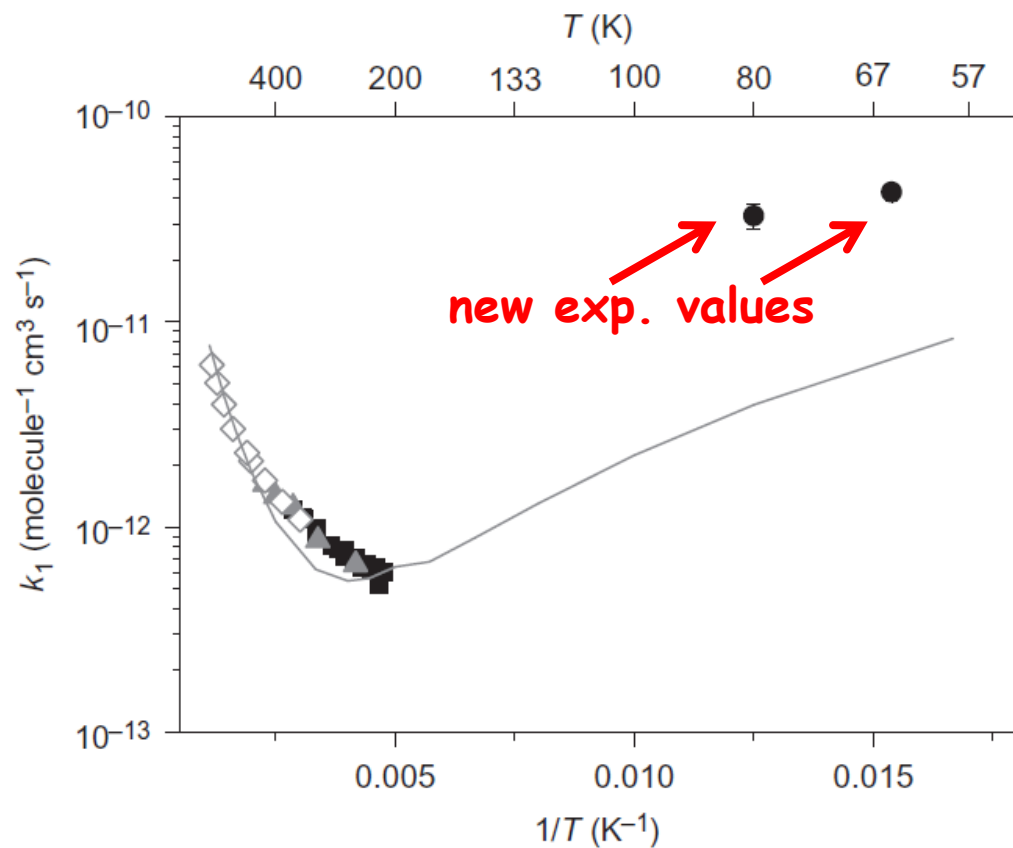 T (K)
400 200 133 100 80 67 57
10⁻¹⁰
10⁻¹¹
10⁻¹²
10⁻¹³
k₁ (molecule⁻¹ cm³ s⁻¹)
new exp. values
0.005 0.010 0.015
1/T (K⁻¹)